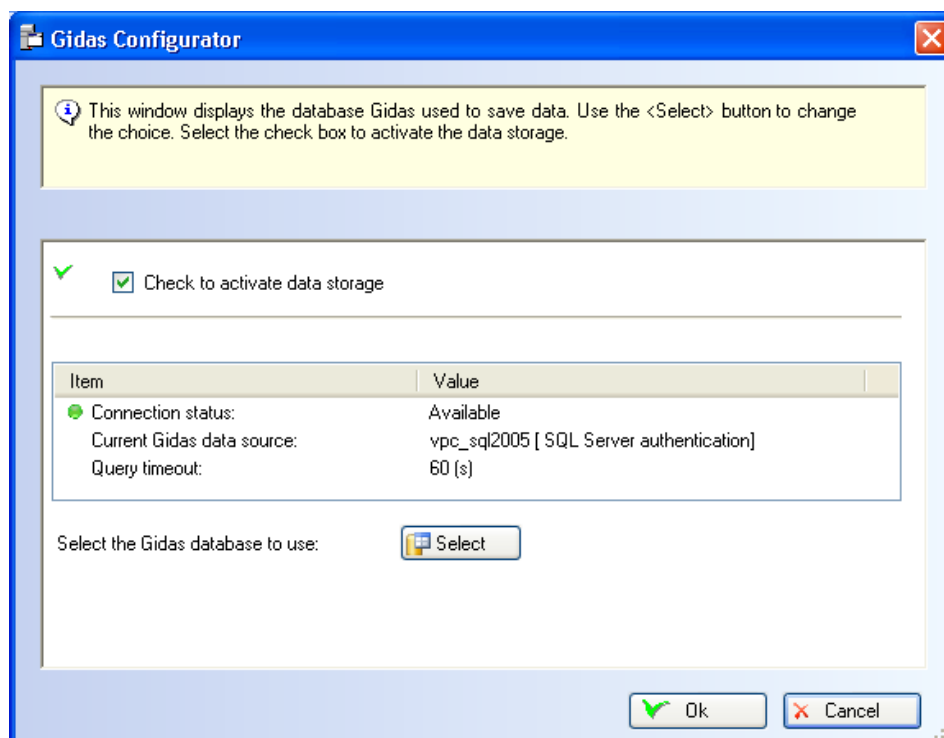 Gidas Configurator
This window displays the database Gidas used to save data. Use the <Select> button to change
the choice. Select the check box to activate the data storage.
Check to activate data storage
Item Value
Connection status: Available
Current Gidas data source: vpc_sql2005 [ SQL Server authentication]
Query timeout: 60 (s)
Select the Gidas database to use: Select
Ok Cancel